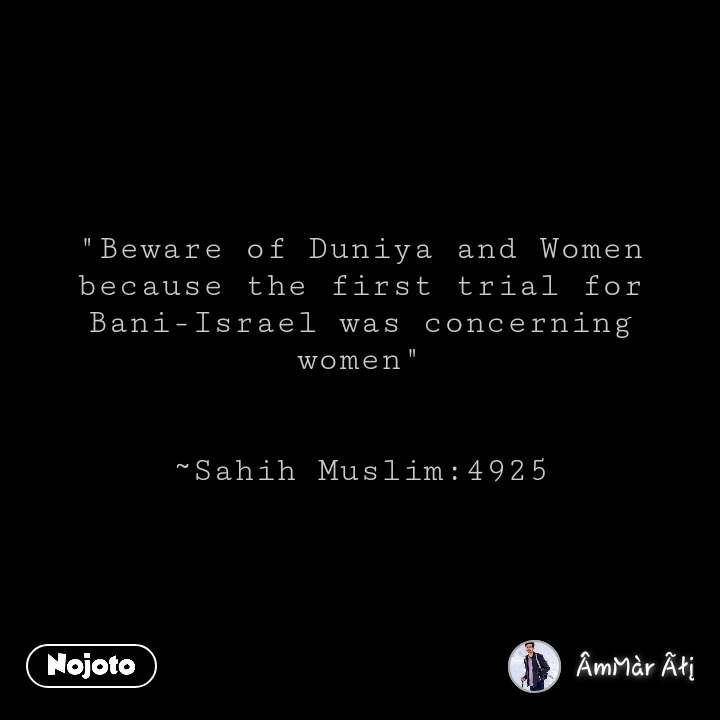 "Beware of Duniya and Women
because the first trial for
Bani-Israel was concerning
women"
~Sahih Muslim:4925
Nojoto
ÂmMàr Ãłį